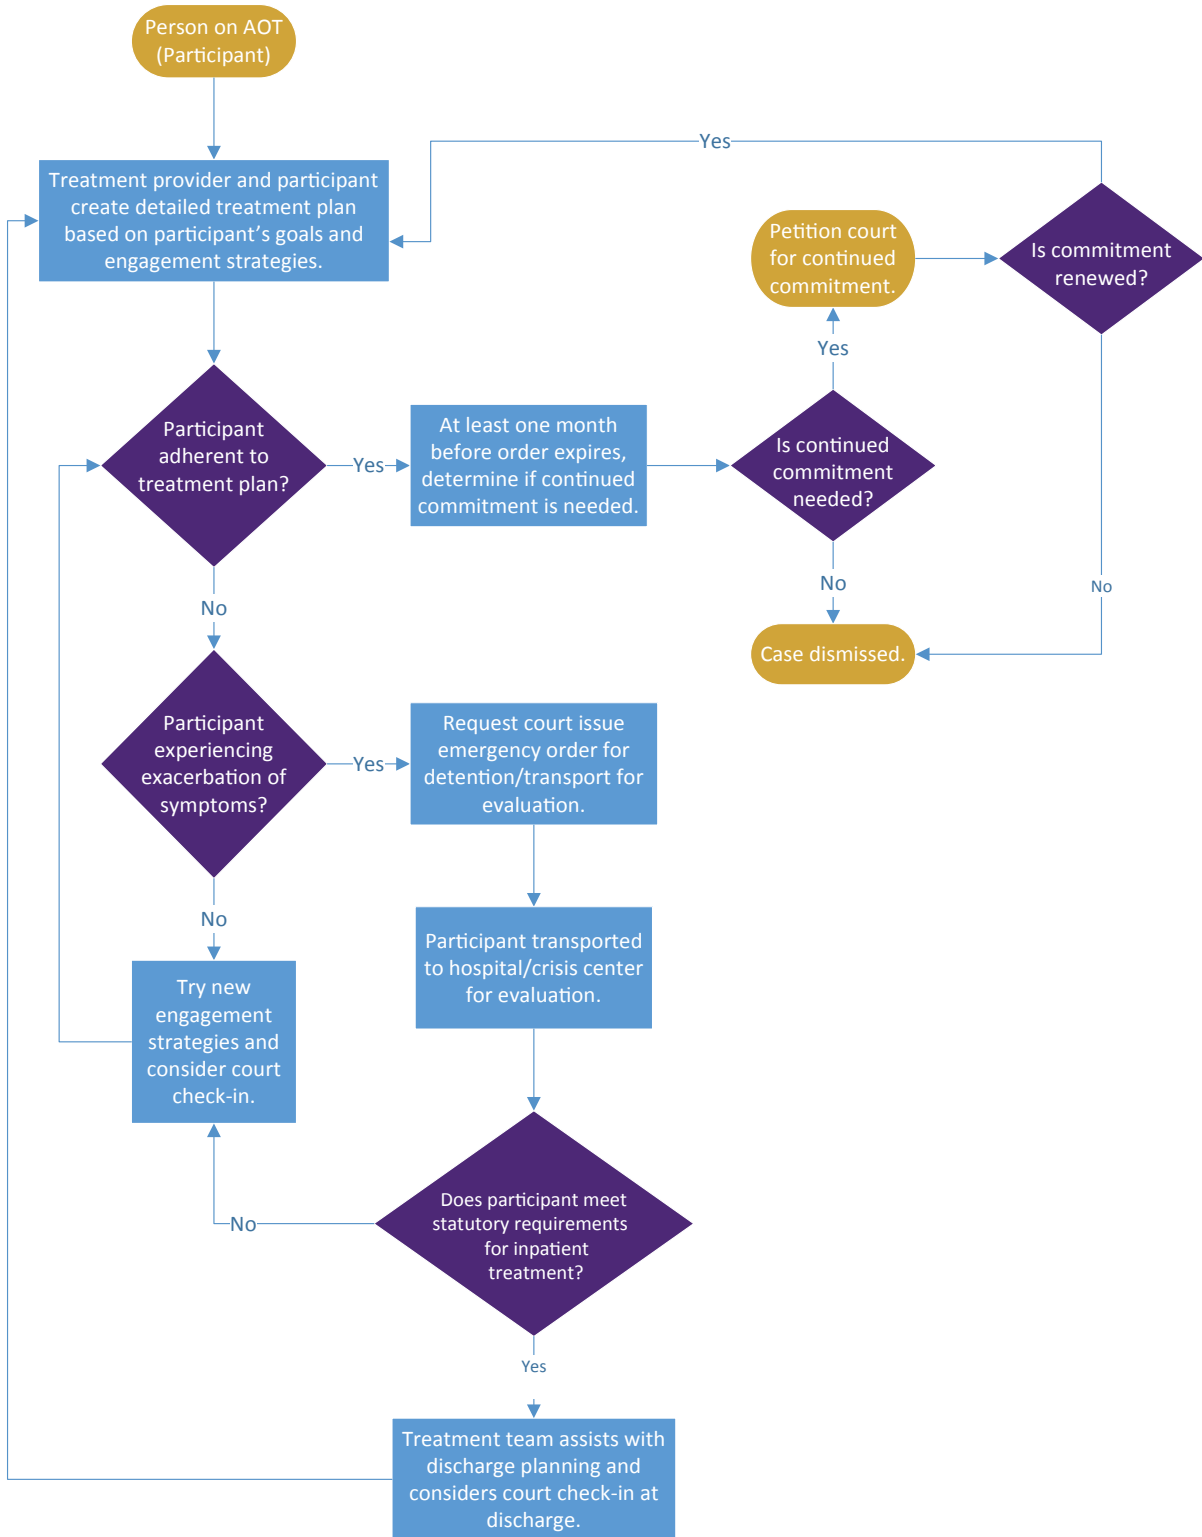 Person on AOT
(Participant)
Yes
Treatment provider and participant
create detailed treatment plan
based on participant's goals and
engagement strategies.
Petition court
for continued
commitment.
Is commitment
renewed?
Yes
Participant
adherent to
treatment plan?
Yes
At least one month
before order expires,
determine if continued
commitment is needed.
Is continued
commitment
needed?
No
No
No
Case dismissed.
Participant
experiencing
exacerbation of
symptoms?
Yes
Request court issue
emergency order for
detention/transport for
evaluation.
No
Participant transported
to hospital/crisis center
for evaluation.
Try new
engagement
strategies and
consider court
check-in.
Does participant meet
statutory requirements
for inpatient
treatment?
No
Yes
Treatment team assists with
discharge planning and
considers court check-in at
discharge.